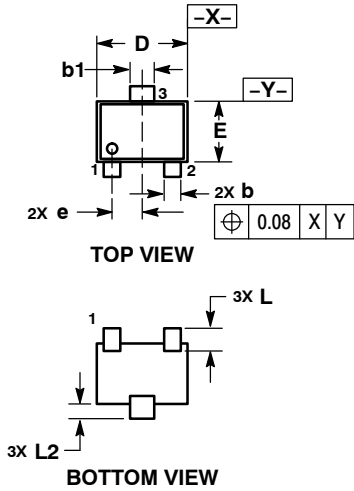 –X–
D
b1
3
–Y–
E
1
2
2X b
2X e
⌖ 0.08 X Y
TOP VIEW
1
3X L
3X L2
BOTTOM VIEW